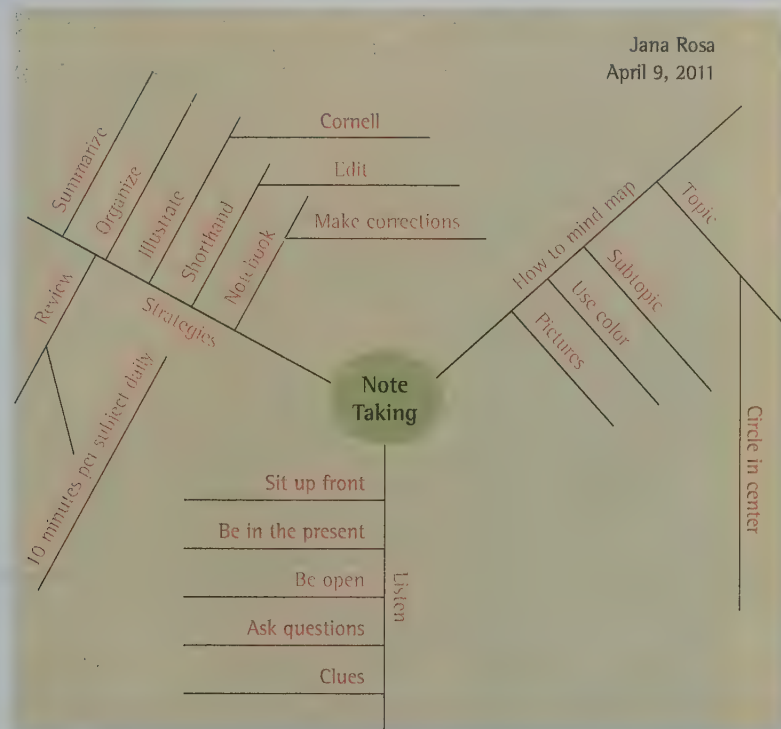 Jana Rosa
April 9, 2011
Note
Taking
Strategies
Summarize
Organize
Illustrate
Cornell
Shorthand
Edit
Notebook
Make corrections
Review
10 minutes per subject daily
How to mind map
Topic
Circle in center
Subtopic
Use color
Pictures
Listen
Sit up front
Be in the present
Be open
Ask questions
Clues